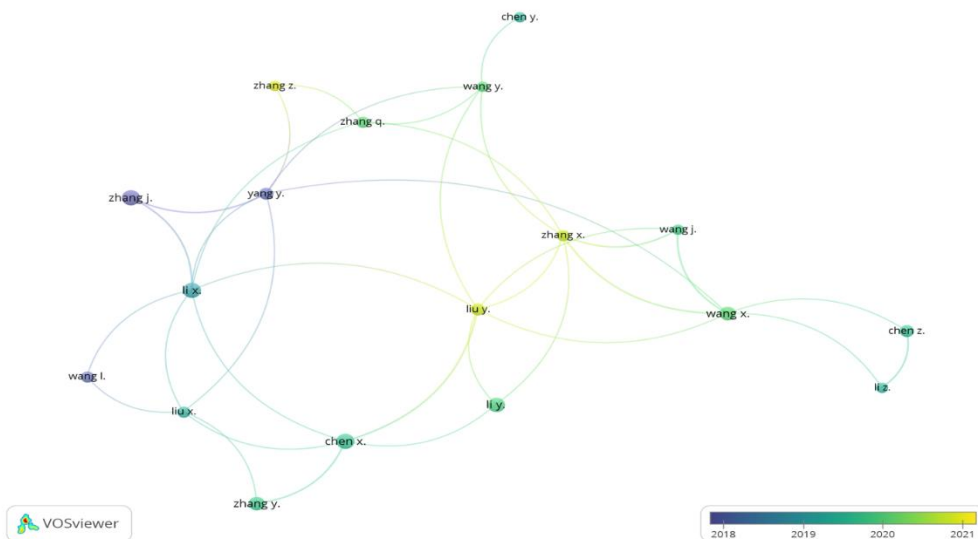 chen y.
zhang z.
wang y.
zhang q.
zhang j.
yang y.
zhang x.
wang j.
li x.
liu y.
wang x.
chen z.
wang l.
li z.
liu x.
li y.
chen x.
zhang y.
VOSviewer
2018 2019 2020 2021